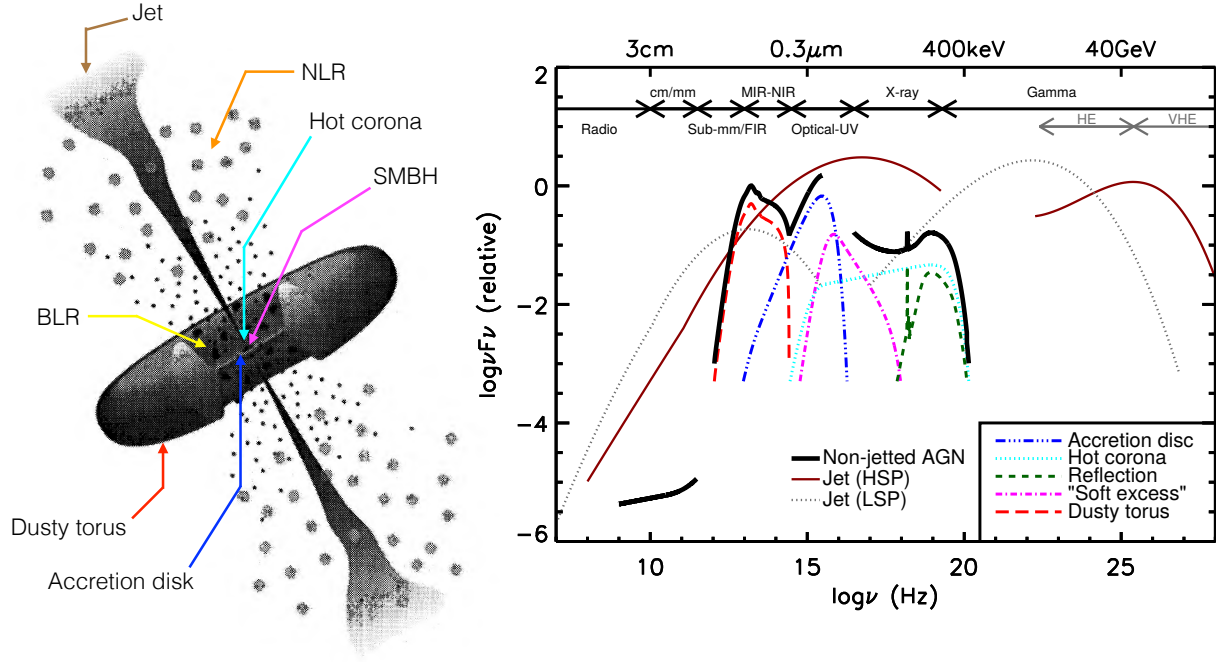 Jet
NLR
Hot corona
SMBH
BLR
Dusty torus
Accretion disk
3cm 0.3μm 400keV 40GeV
2
cm/mm MIR-NIR X-ray Gamma
Radio Sub-mm/FIR Optical-UV HE VHE
0
-2
-4
-6
logνFν (relative)
Non-jetted AGN
Jet (HSP)
Jet (LSP)
Accretion disc
Hot corona
Reflection
"Soft excess"
Dusty torus
10 15 20 25
logν (Hz)